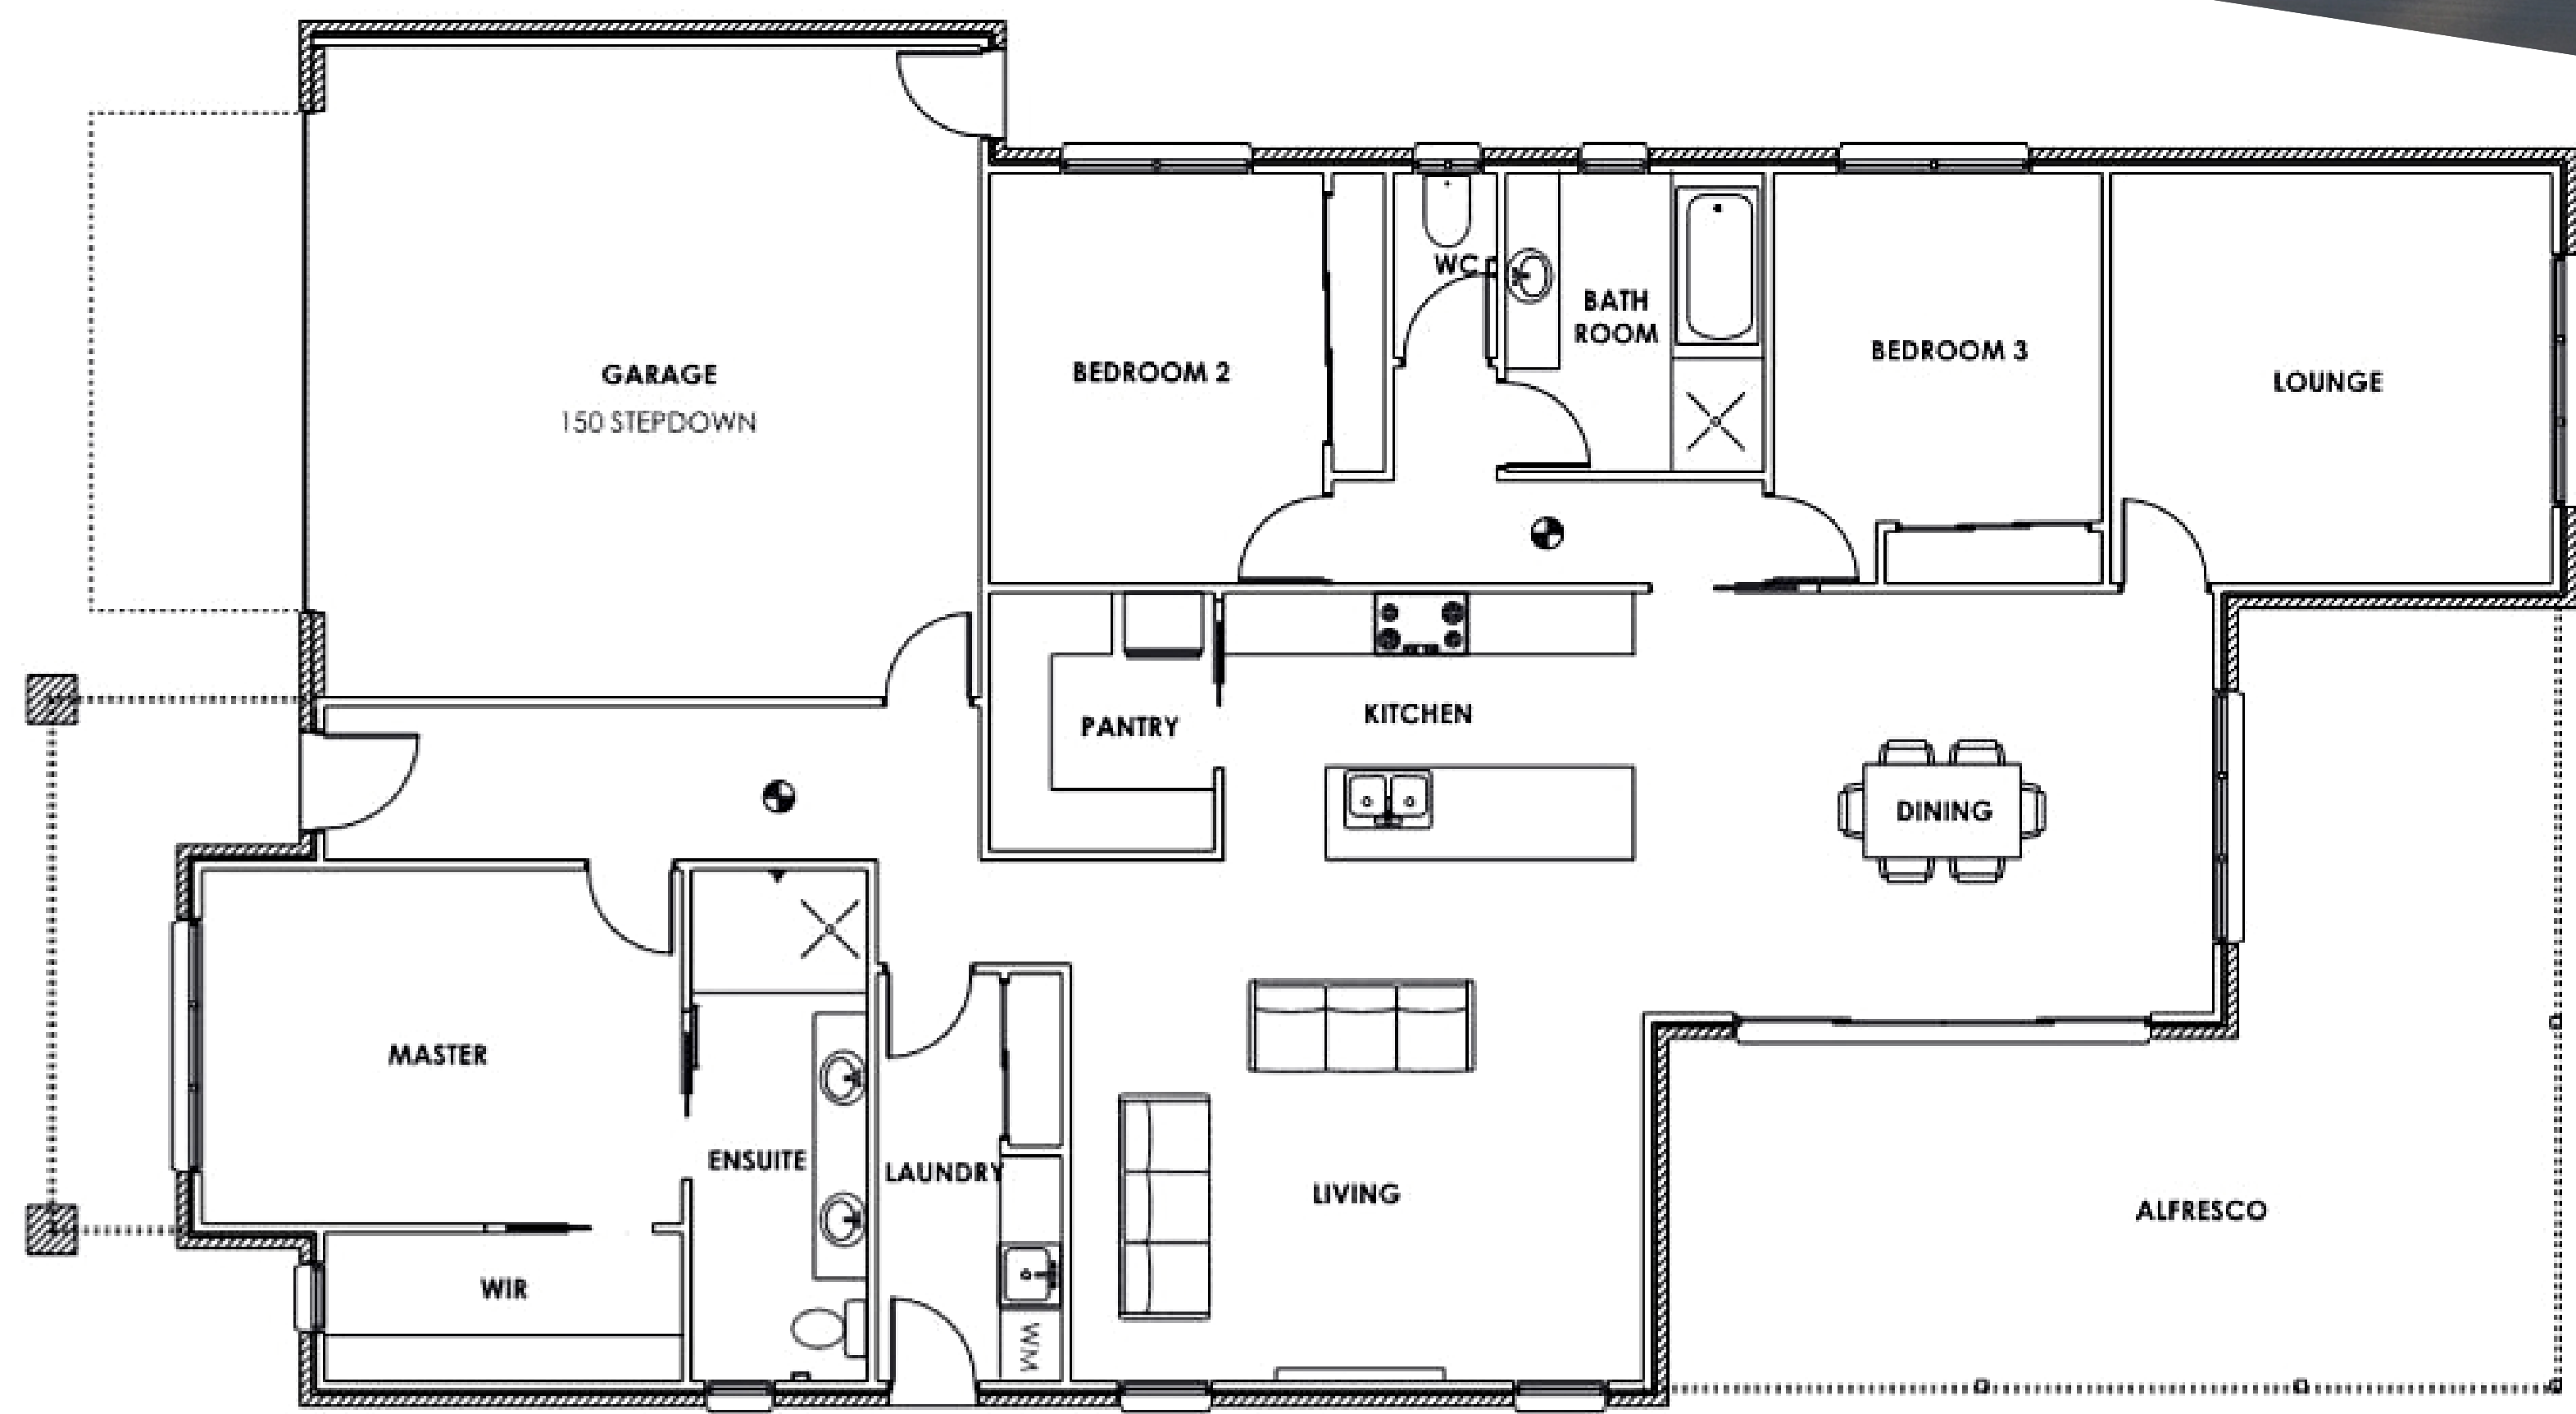 GARAGE
150 STEPDOWN
BEDROOM 2
WC
BATH
ROOM
BEDROOM 3
LOUNGE
PANTRY
KITCHEN
DINING
MASTER
ENSUITE
LAUNDRY
LIVING
ALFRESCO
WIR
WM